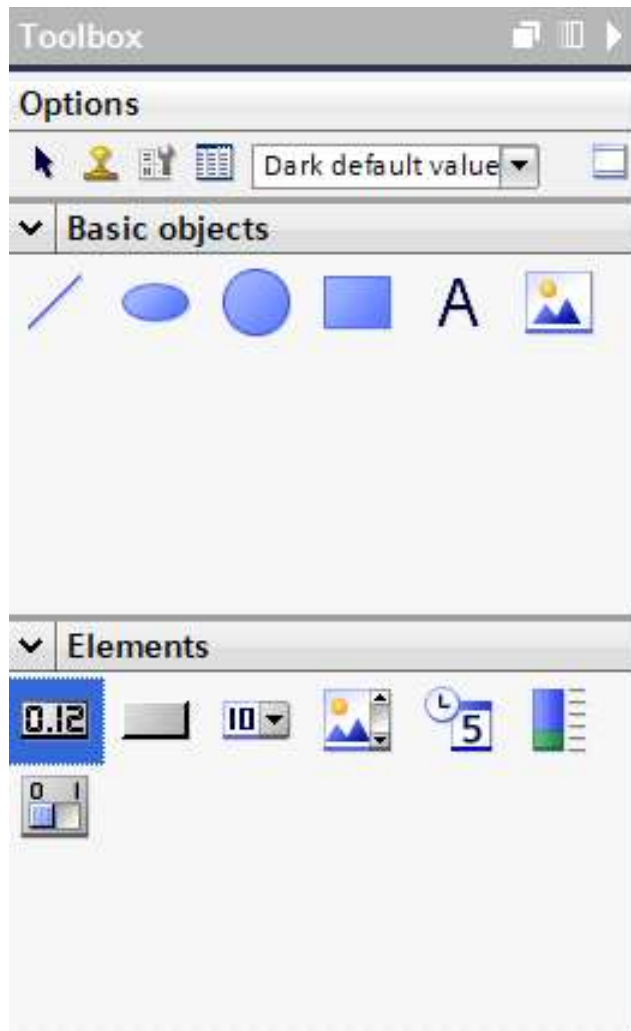 Toolbox
Options
Dark default value
Basic objects
A
Elements
0.12
10
5
0 1